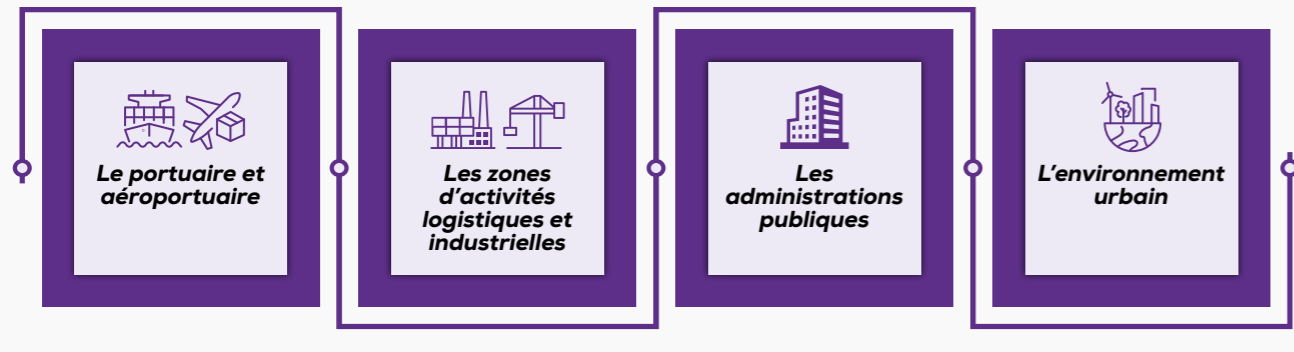 Le portuaire et
aéroportuaire
Les zones
d’activités
logistiques et
industrielles
Les
administrations
publiques
L’environnement
urbain